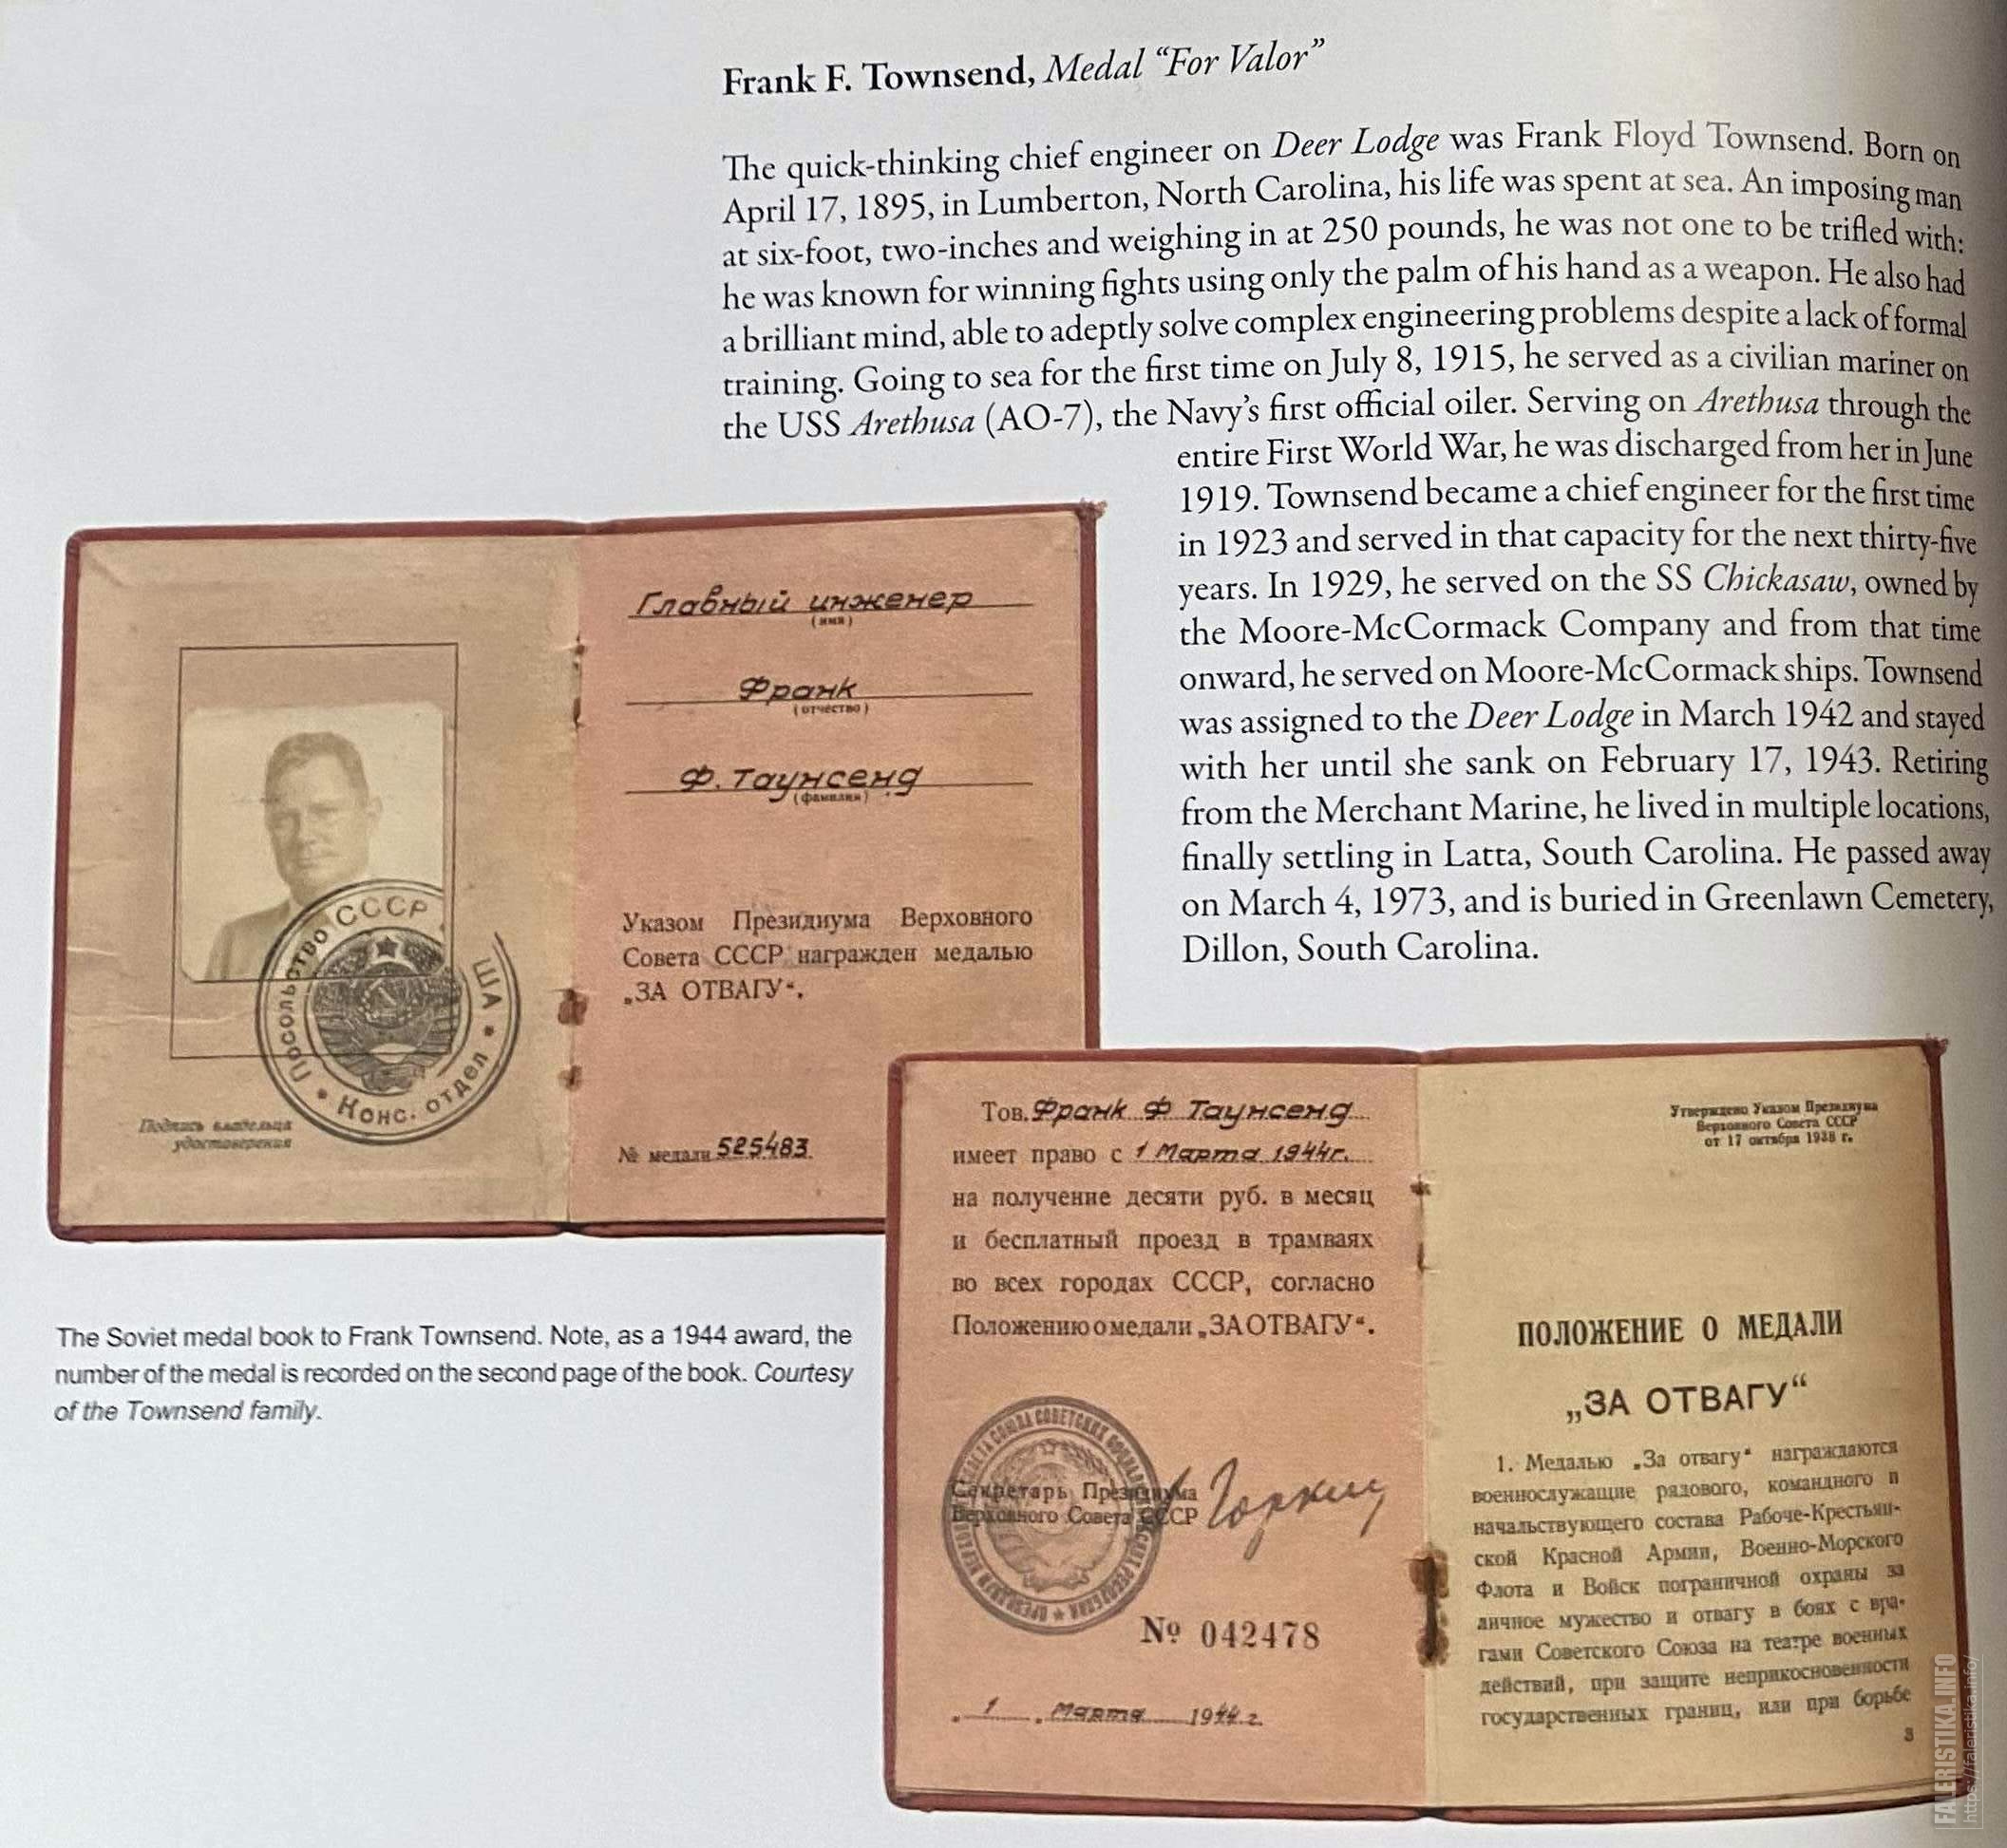 Frank F. Townsend, Medal “For Valor”
The quick-thinking chief engineer on Deer Lodge was Frank Floyd Townsend. Born on
April 17, 1895, in Lumberton, North Carolina, his life was spent at sea. An imposing man
at six-foot, two-inches and weighing in at 250 pounds, he was not one to be trifled with:
he was known for winning fights using only the palm of his hand as a weapon. He also had
a brilliant mind, able to adeptly solve complex engineering problems despite a lack of formal
training. Going to sea for the first time on July 8, 1915, he served as a civilian mariner on
the USS Arethusa (AO-7), the Navy’s first official oiler. Serving on Arethusa through the
entire First World War, he was discharged from her in June
1919. Townsend became a chief engineer for the first time
in 1923 and served in that capacity for the next thirty-five
years. In 1929, he served on the SS Chickasaw, owned by
the Moore-McCormack Company and from that time
onward, he served on Moore-McCormack ships. Townsend
was assigned to the Deer Lodge in March 1942 and stayed
with her until she sank on February 17, 1943. Retiring
from the Merchant Marine, he lived in multiple locations,
finally settling in Latta, South Carolina. He passed away
on March 4, 1973, and is buried in Greenlawn Cemetery,
Dillon, South Carolina.
Посольство СССР США
Конс. отдел
Подпись владельца
удостоверения
Главный инженер
(имя)
Франк
(отчество)
Ф. Таунсенд
(фамилия)
Указом Президиума Верховного
Совета СССР награжден медалью
„ЗА ОТВАГУ“.
№ медали 525483
The Soviet medal book to Frank Townsend. Note, as a 1944 award, the
number of the medal is recorded on the second page of the book. Courtesy
of the Townsend family.
Тов. Франк Ф Таунсенд
имеет право с 1 Марта 1944г.
на получение десяти руб. в месяц
и бесплатный проезд в трамваях
во всех городах СССР, согласно
Положению о медали „ЗА ОТВАГУ“.
Секретарь Президиума
Верховного Совета СССР
Горкин
№ 042478
„1 „ Марта 1944 г.
Утверждено Указом Президиума
Верховного Совета СССР
от 17 октября 1938 г.
ПОЛОЖЕНИЕ О МЕДАЛИ
„ЗА ОТВАГУ“
1. Медалью „За отвагу“ награждаются
военнослужащие рядового, командного и
начальствующего состава Рабоче-Крестьян-
ской Красной Армии, Военно-Морского
Флота и Войск пограничной охраны за
личное мужество и отвагу в боях с вра-
гами Советского Союза на театре военных
действий, при защите неприкосновенности
государственных границ, или при борьбе
3
FALERISTIKA.INFO
https://faleristika.info/